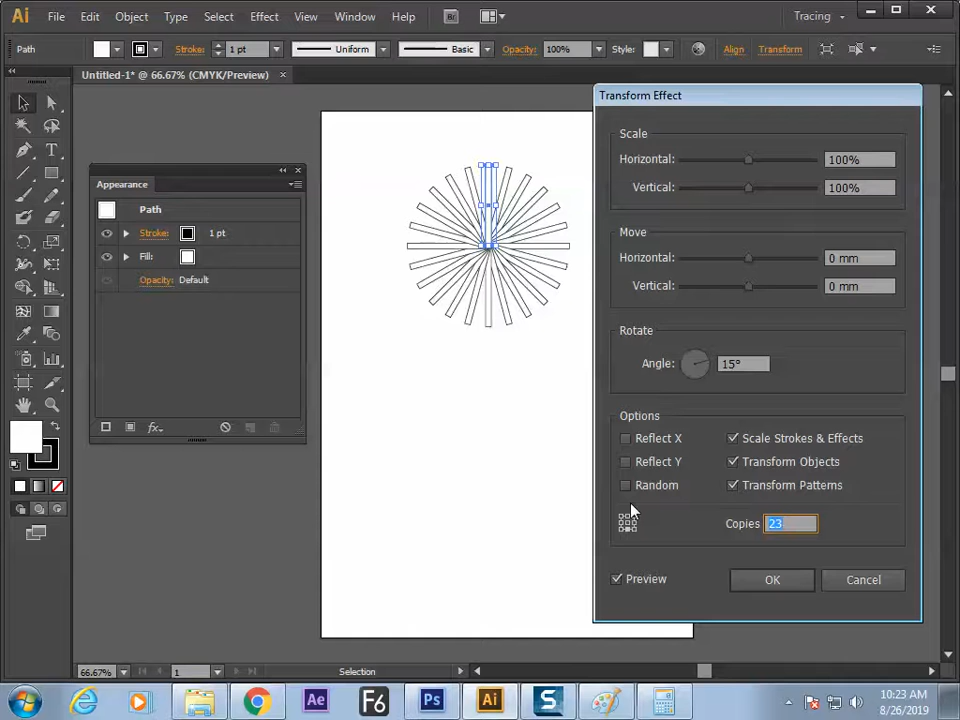 Ai File Edit Object Type Select Effect View Window Help Br Tracing
Path Stroke: 1 pt Uniform Basic Opacity: 100% Style: Align Transform
Untitled-1* @ 66.67% (CMYK/Preview)
Transform Effect
Scale
Horizontal: 100%
Vertical: 100%
Move
Horizontal: 0 mm
Vertical: 0 mm
Rotate
Angle: 15°
Options
Reflect X Scale Strokes & Effects
Reflect Y Transform Objects
Random Transform Patterns
Copies 23
Preview OK Cancel
Appearance
Path
Stroke: 1 pt
Fill:
Opacity: Default
fx
66.67% 1 Selection
Ae F6 Ps Ai S
10:23 AM
8/26/2019